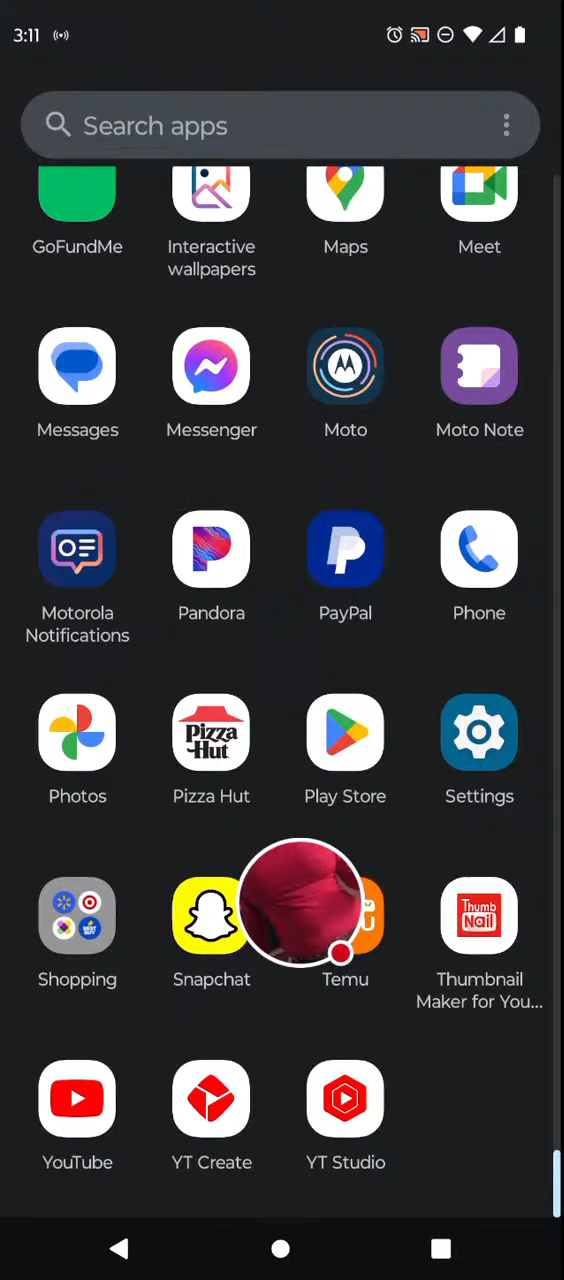 3:11
Search apps
GoFundMe
Interactive
wallpapers
Maps
Meet
Messages
Messenger
Moto
Moto Note
Motorola
Notifications
Pandora
PayPal
Phone
Photos
Pizza
Hut
Pizza Hut
Play Store
Settings
Shopping
BEST
BUY
Snapchat
Temu
Thumb
Nail
Thumbnail
Maker for You...
YouTube
YT Create
YT Studio